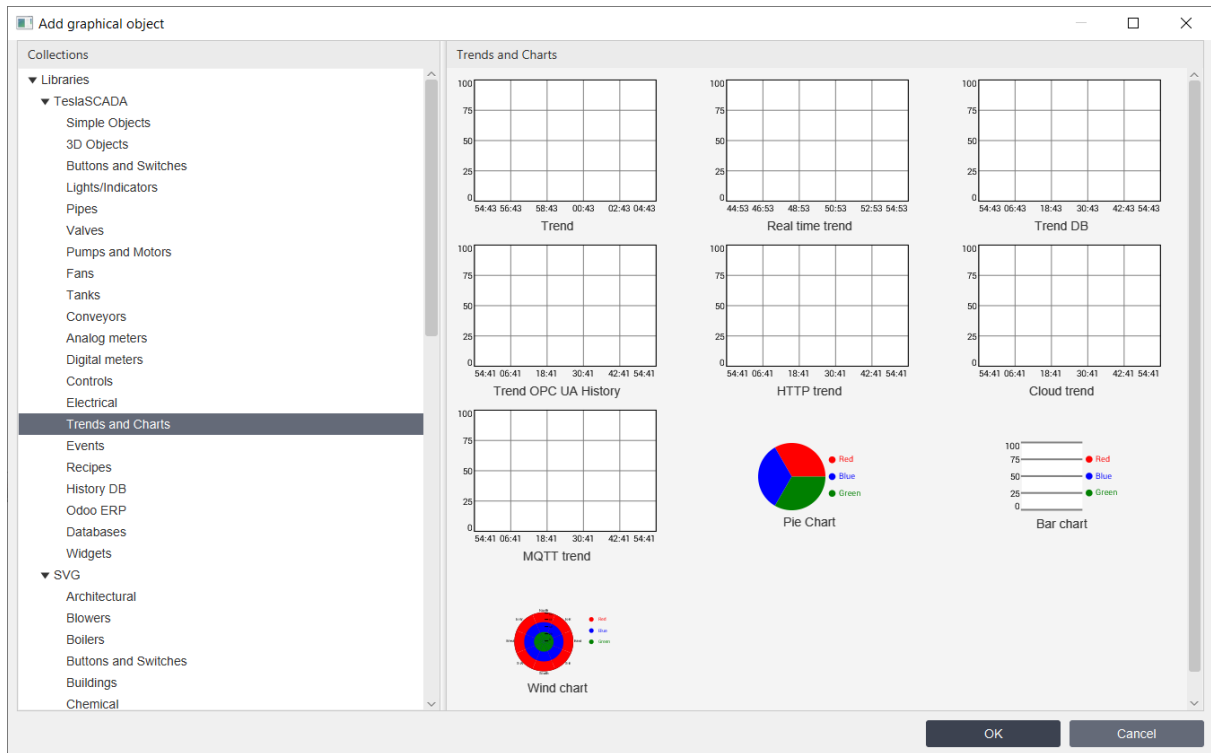 Add graphical object
Collections
Libraries
TeslaSCADA
Simple Objects
3D Objects
Buttons and Switches
Lights/Indicators
Pipes
Valves
Pumps and Motors
Fans
Tanks
Conveyors
Analog meters
Digital meters
Controls
Electrical
Trends and Charts
Events
Recipes
History DB
Odoo ERP
Databases
Widgets
SVG
Architectural
Blowers
Boilers
Buttons and Switches
Buildings
Chemical
Trends and Charts
100
75
50
25
0
54:43 56:43 58:43 00:43 02:43 04:43
Trend
100
75
50
25
0
44:53 46:53 48:53 50:53 52:53 54:53
Real time trend
100
75
50
25
0
54:43 06:43 18:43 30:43 42:43 54:43
Trend DB
100
75
50
25
0
54:41 06:41 18:41 30:41 42:41 54:41
Trend OPC UA History
100
75
50
25
0
54:41 06:41 18:41 30:41 42:41 54:41
HTTP trend
100
75
50
25
0
54:41 06:41 18:41 30:41 42:41 54:41
Cloud trend
100
75
50
25
0
54:41 06:41 18:41 30:41 42:41 54:41
MQTT trend
Red
Blue
Green
Pie Chart
100
75
50
25
0
Red
Blue
Green
Bar chart
Red
Blue
Green
Wind chart
OK
Cancel